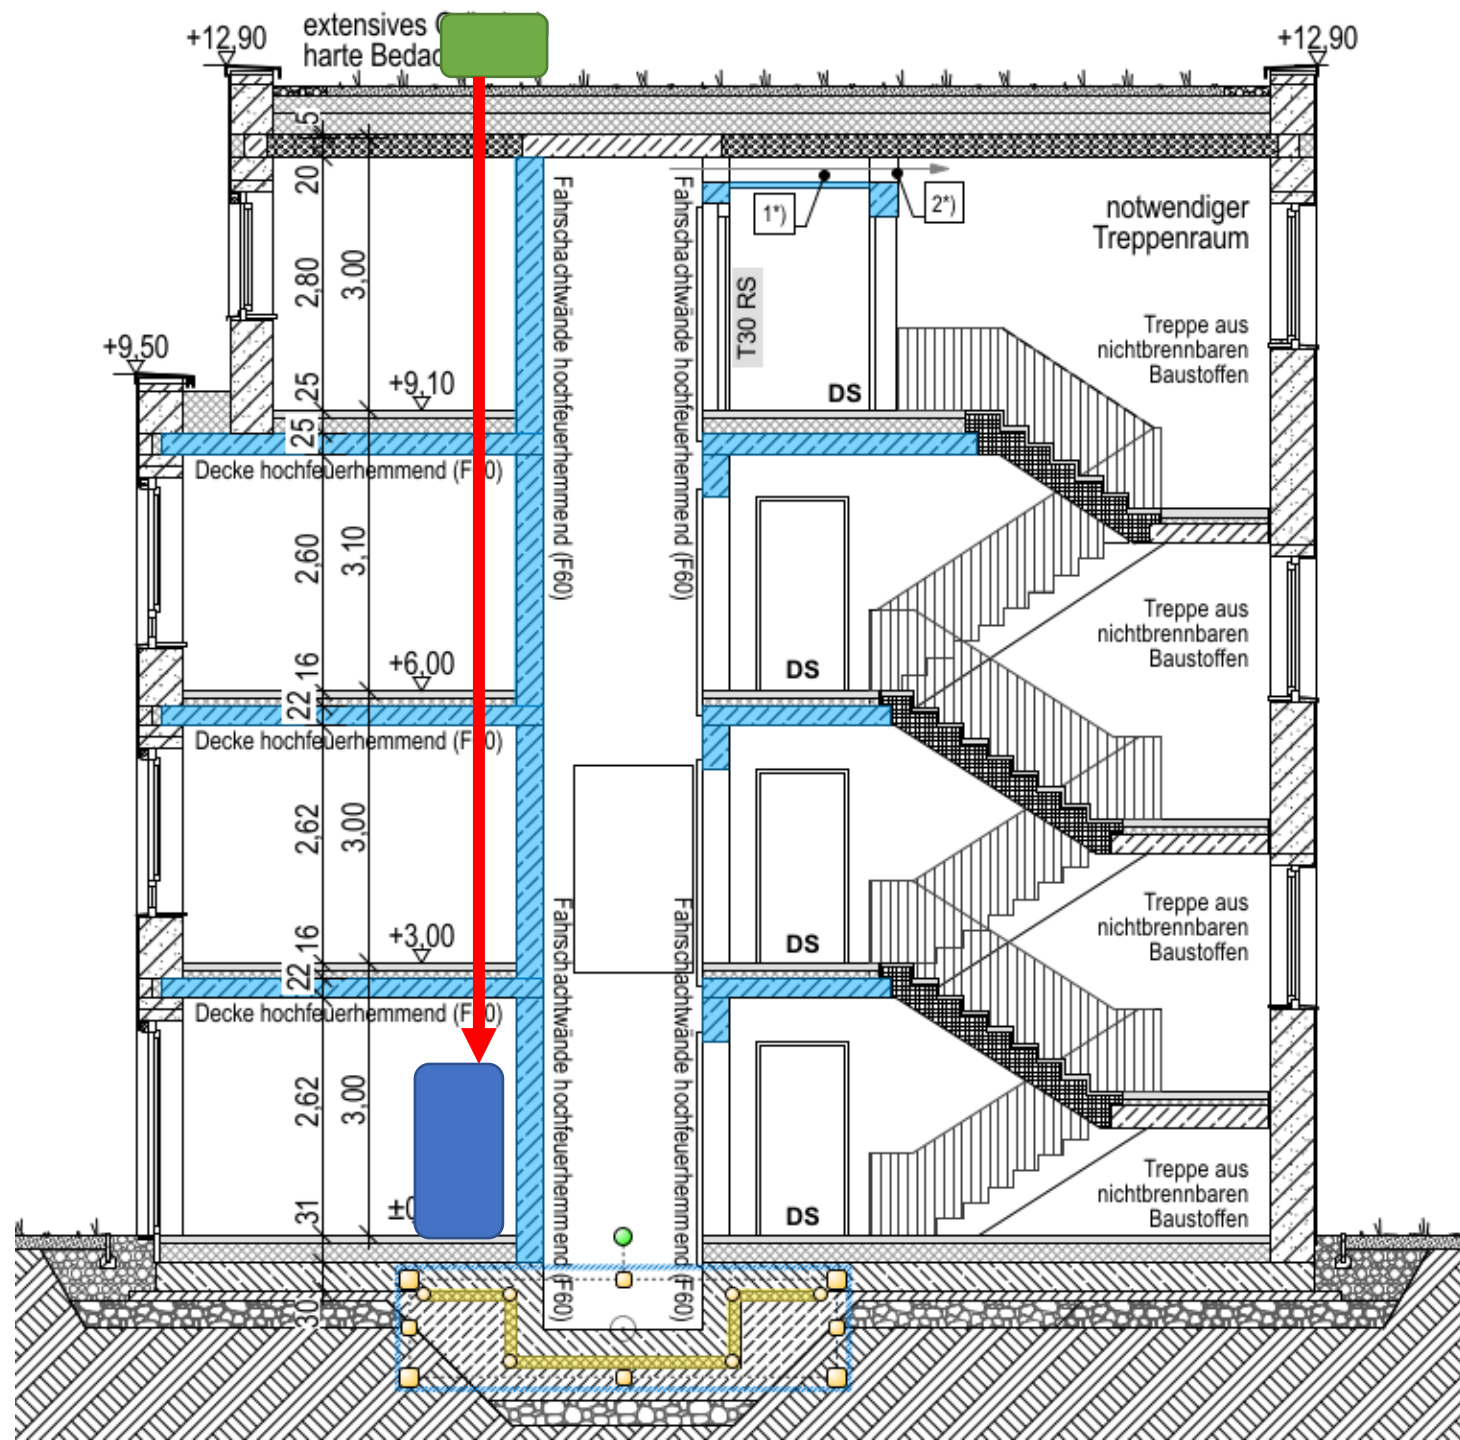 extensives
harte Bedac
+12,90
+12,90
5
20
2,80
3,00
25
25
+9,50
+9,10
Fahrschachtwände hochfeuerhemmend (F60)
Fahrschachtwände hochfeuerhemmend (F60)
1*)
2*)
T30 RS
DS
notwendiger
Treppenraum
Treppe aus
nichtbrennbaren
Baustoffen
Decke hochfeuerhemmend (F 0)
2,60
3,10
16
22
+6,00
DS
Treppe aus
nichtbrennbaren
Baustoffen
Decke hochfeuerhemmend (F 0)
2,62
3,00
16
22
+3,00
DS
Treppe aus
nichtbrennbaren
Baustoffen
Decke hochfeuerhemmend (F 0)
Fahrschachtwände hochfeuerhemmend (F60)
Fahrschachtwände hochfeuerhemmend (F60)
2,62
3,00
31
±0
DS
Treppe aus
nichtbrennbaren
Baustoffen
30